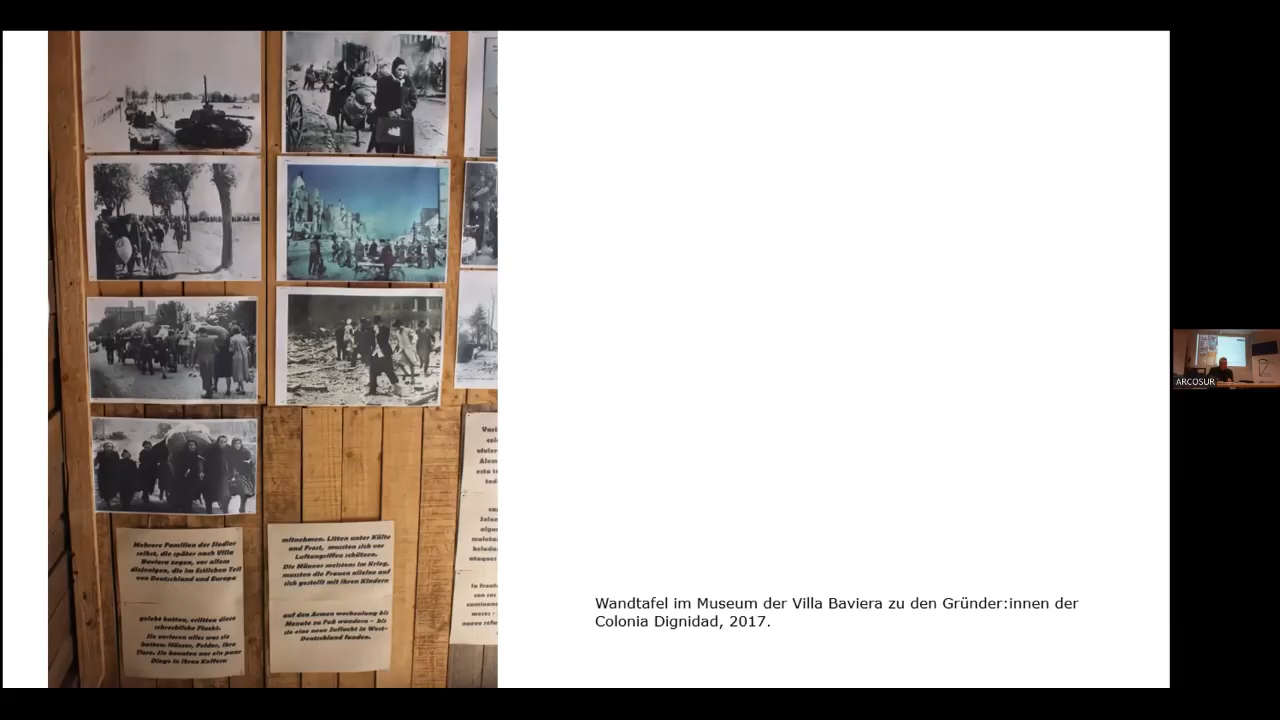 Mehrere Familien der Siedler
selbst, die später nach Villa
Baviera zogen, vor allem
diejenigen, die im Estlichen Teil
von Deutschland und Europa
gelebt hatten, erlitten diese
schreckliche Flucht.
Sie verloren alles was sie
hatten: Häuser, Felder, ihre
Tiere. Sie konnten nur ein paar
Dinge in ihren Koffern
mitnehmen. Litten unter Kälte
und Frost, mussten sich vor
Luftangriffen schützen.
Die Männer meistens im Krieg,
mussten die Frauen alleine auf
sich gestellt mit ihren Kindern
auf den Armen wochenlang bis
Monate zu Fuß wandern - bis
sie eine neue Zuflucht in West-
Deutschland fanden.
Wandtafel im Museum der Villa Baviera zu den Gründer:innen der
Colonia Dignidad, 2017.
ARCOSUR